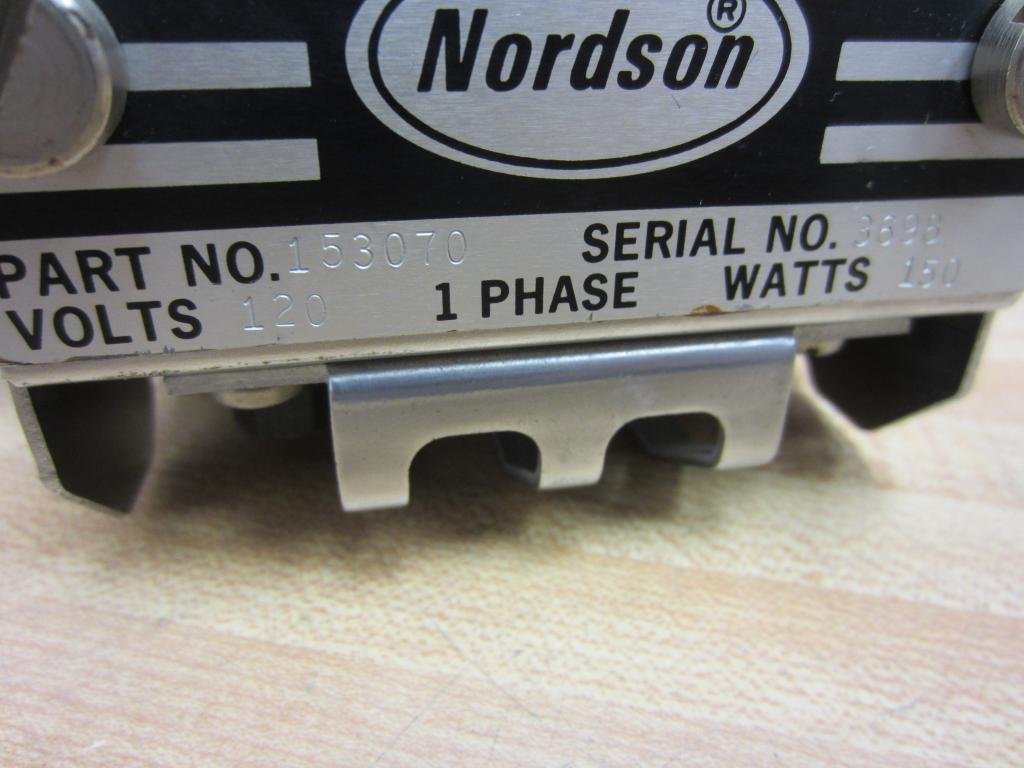 Nordson®
PART NO. 153070 SERIAL NO. 3698
VOLTS 120 1 PHASE WATTS 150